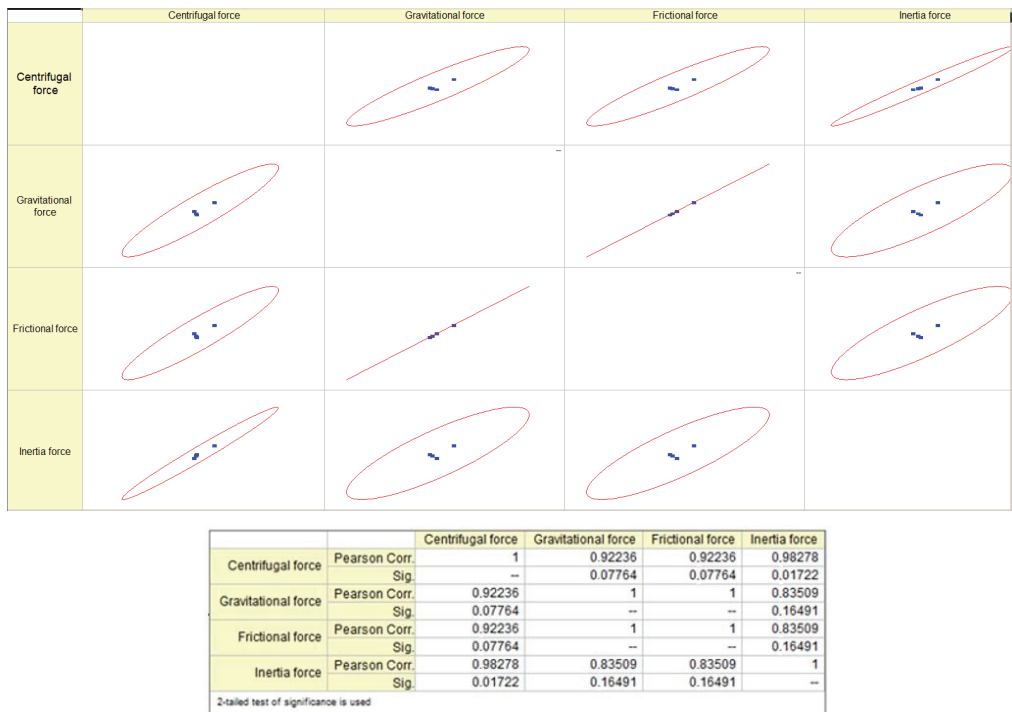 Centrifugal force Gravitational force Frictional force Inertia force
Centrifugal
force
--
Gravitational
force
--
Frictional force
Inertia force
Centrifugal force Gravitational force Frictional force Inertia force
Centrifugal force Pearson Corr. 1 0.92236 0.92236 0.98278
Sig. -- 0.07764 0.07764 0.01722
Gravitational force Pearson Corr. 0.92236 1 1 0.83509
Sig. 0.07764 -- -- 0.16491
Frictional force Pearson Corr. 0.92236 1 1 0.83509
Sig. 0.07764 -- -- 0.16491
Inertia force Pearson Corr. 0.98278 0.83509 0.83509 1
Sig. 0.01722 0.16491 0.16491 --
2-tailed test of significance is used